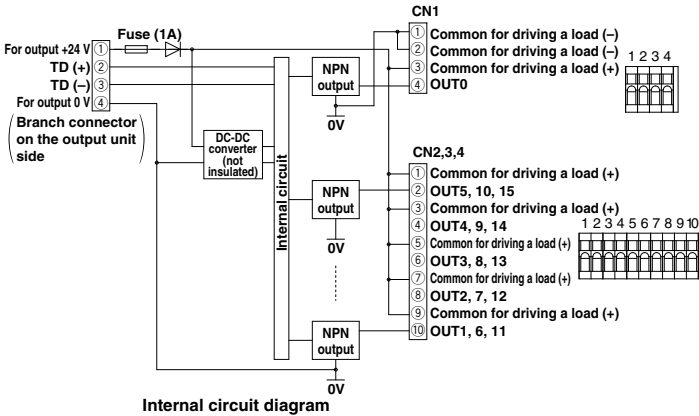 CN1
Fuse (1A)
For output +24 V ①
TD (+) ②
TD (–) ③
For output 0 V ④
(Branch connector
on the output unit
side)
DC-DC
converter
(not
insulated)
Internal circuit
NPN
output
0V
① Common for driving a load (–)
② Common for driving a load (–)
③ Common for driving a load (+)
④ OUT0
1 2 3 4
CN2,3,4
NPN
output
0V
① Common for driving a load (+)
② OUT5, 10, 15
③ Common for driving a load (+)
④ OUT4, 9, 14
⑤ Common for driving a load (+)
⑥ OUT3, 8, 13
⑦ Common for driving a load (+)
⑧ OUT2, 7, 12
⑨ Common for driving a load (+)
⑩ OUT1, 6, 11
1 2 3 4 5 6 7 8 9 10
NPN
output
0V
Internal circuit diagram